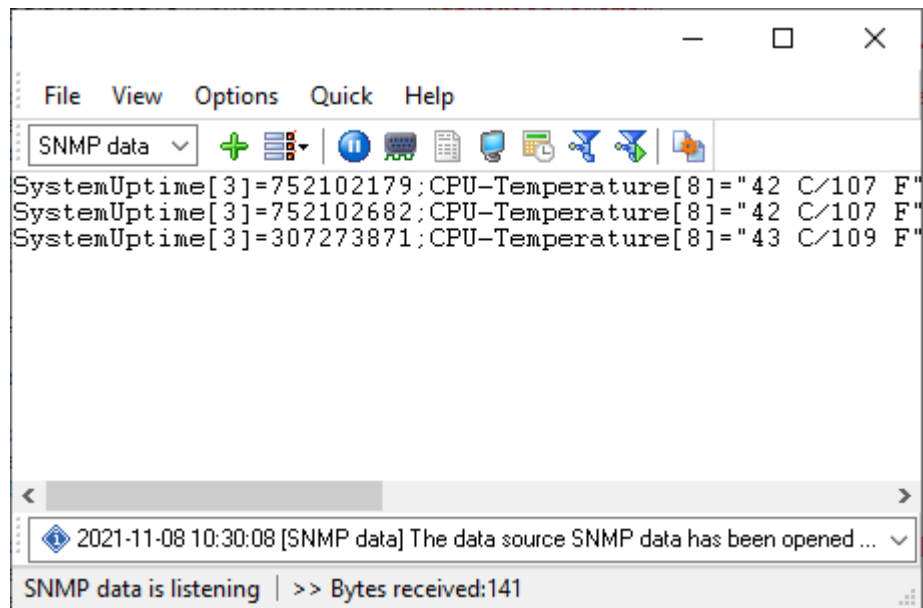 File View Options Quick Help
SNMP data
SystemUptime[3]=752102179;CPU-Temperature[8]="42 C/107 F"
SystemUptime[3]=752102682;CPU-Temperature[8]="42 C/107 F"
SystemUptime[3]=307273871;CPU-Temperature[8]="43 C/109 F"
2021-11-08 10:30:08 [SNMP data] The data source SNMP data has been opened ...
SNMP data is listening >> Bytes received:141